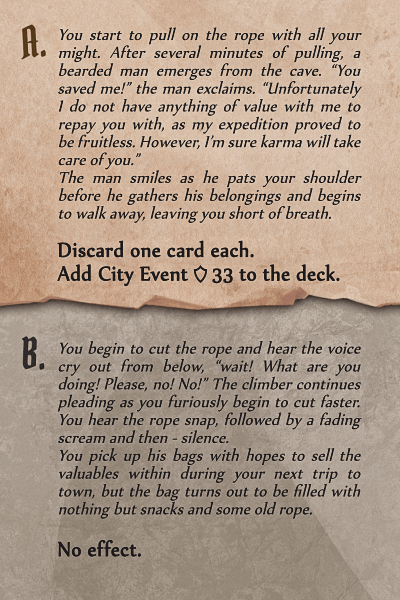 A.
You start to pull on the rope with all your
might. After several minutes of pulling, a
bearded man emerges from the cave. “You
saved me!” the man exclaims. “Unfortunately
I do not have anything of value with me to
repay you with, as my expedition proved to
be fruitless. However, I’m sure karma will take
care of you.”
The man smiles as he pats your shoulder
before he gathers his belongings and begins
to walk away, leaving you short of breath.
Discard one card each.
Add City Event 33 to the deck.
B.
You begin to cut the rope and hear the voice
cry out from below, “wait! What are you
doing! Please, no! No!” The climber continues
pleading as you furiously begin to cut faster.
You hear the rope snap, followed by a fading
scream and then - silence.
You pick up his bags with hopes to sell the
valuables within during your next trip to
town, but the bag turns out to be filled with
nothing but snacks and some old rope.
No effect.